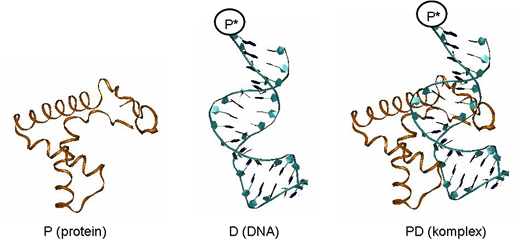 P*
P*
P (protein)
D (DNA)
PD (komplex)